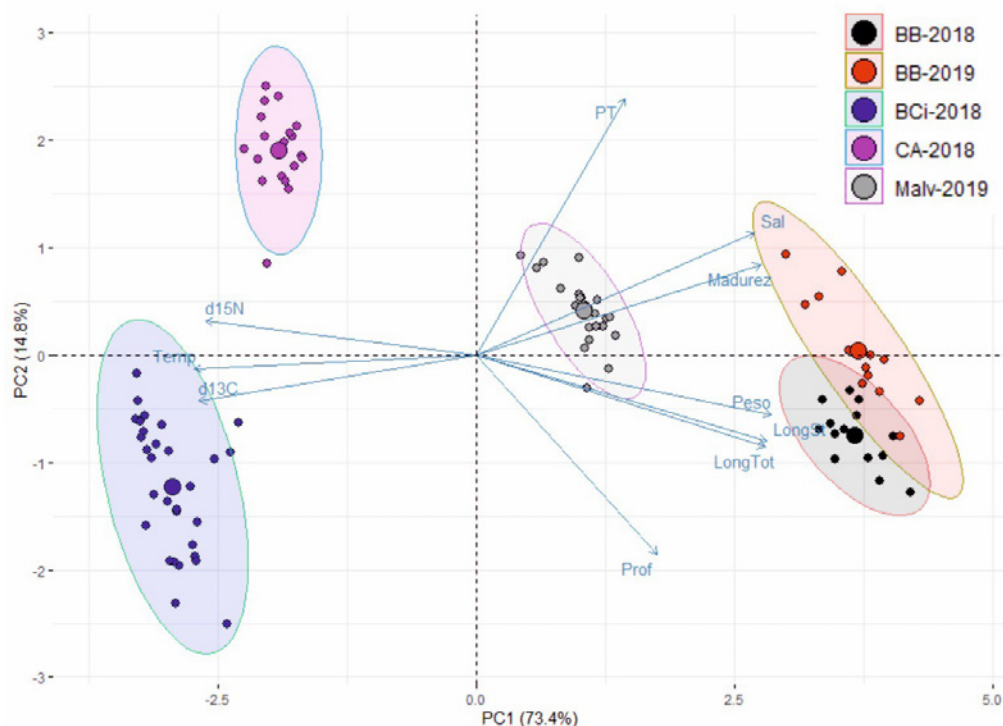 3
2
1
0
-1
-2
-3
PC2 (14.8%)
-2.5
0.0
2.5
5.0
PC1 (73.4%)
PT
Sal
Madurez
d15N
Temp
d13C
Peso
LongSt
LongTot
Prof
BB-2018
BB-2019
BCi-2018
CA-2018
Malv-2019